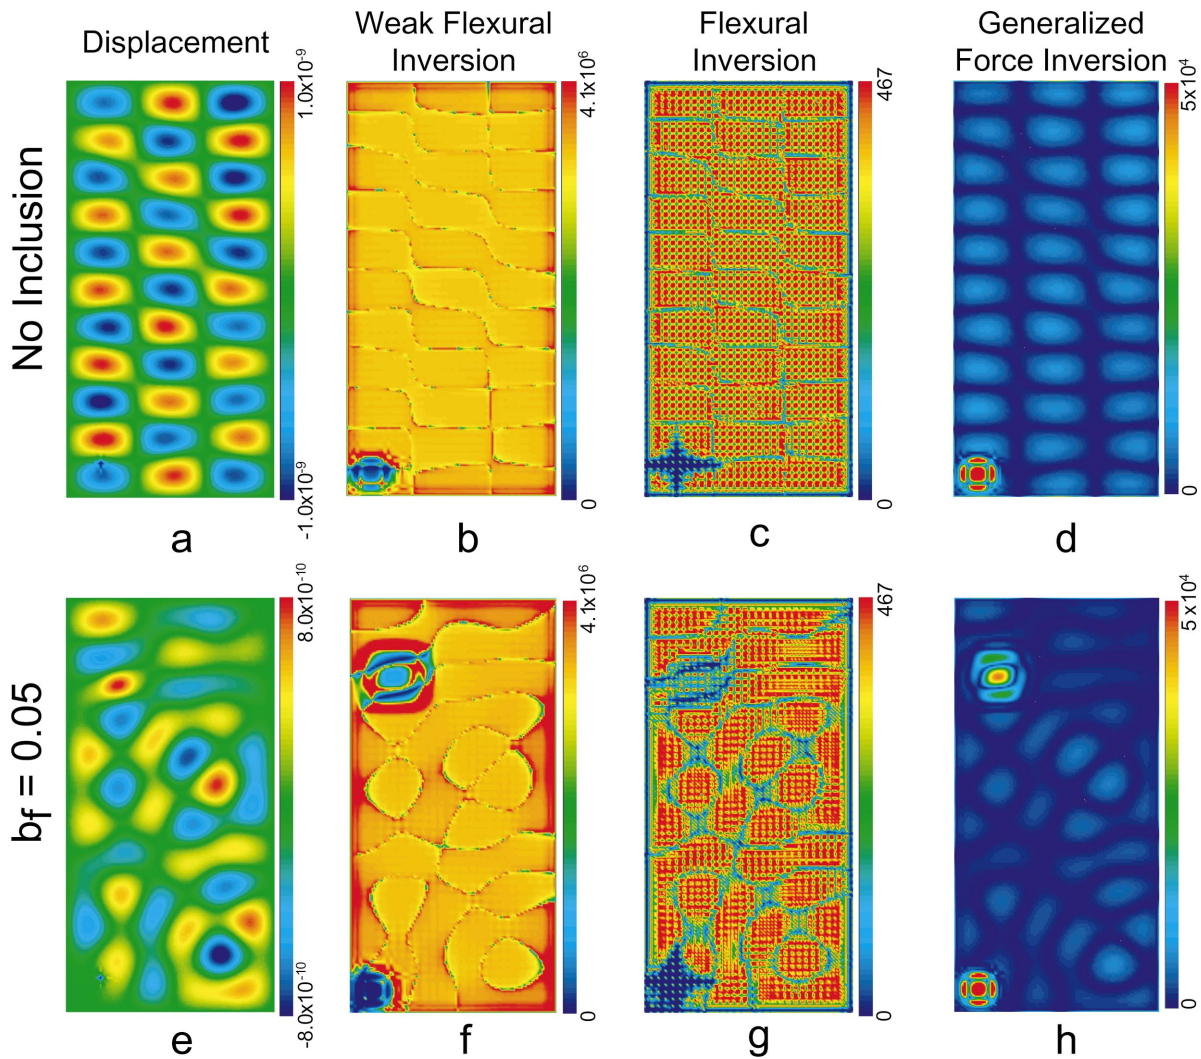 Displacement
Weak Flexural
Inversion
Flexural
Inversion
Generalized
Force Inversion
No Inclusion
1.0x10-9
-1.0x10-9
4.1x10⁶
0
467
0
5x10⁴
0
a
b
c
d
bf = 0.05
8.0x10-10
-8.0x10-10
4.1x10⁶
0
467
0
5x10⁴
0
e
f
g
h